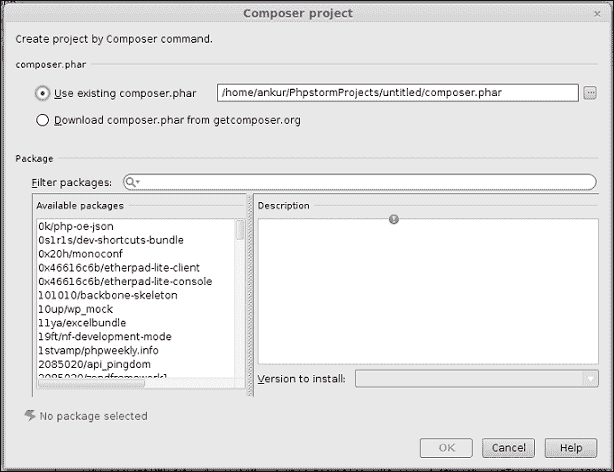 Composer project
Create project by Composer command.
composer.phar
Use existing composer.phar
/home/ankur/PhpstormProjects/untitled/composer.phar
...
Download composer.phar from getcomposer.org
Package
Filter packages:
Available packages
Description
0k/php-oe-json
0s1r1s/dev-shortcuts-bundle
0x20h/monoconf
0x46616c6b/etherpad-lite-client
0x46616c6b/etherpad-lite-console
101010/backbone-skeleton
10up/wp_mock
11ya/excelbundle
19ft/nf-development-mode
1stvamp/phpweekly.info
2085020/api_pingdom
2085020/zendframework1
Version to install:
No package selected
OK
Cancel
Help